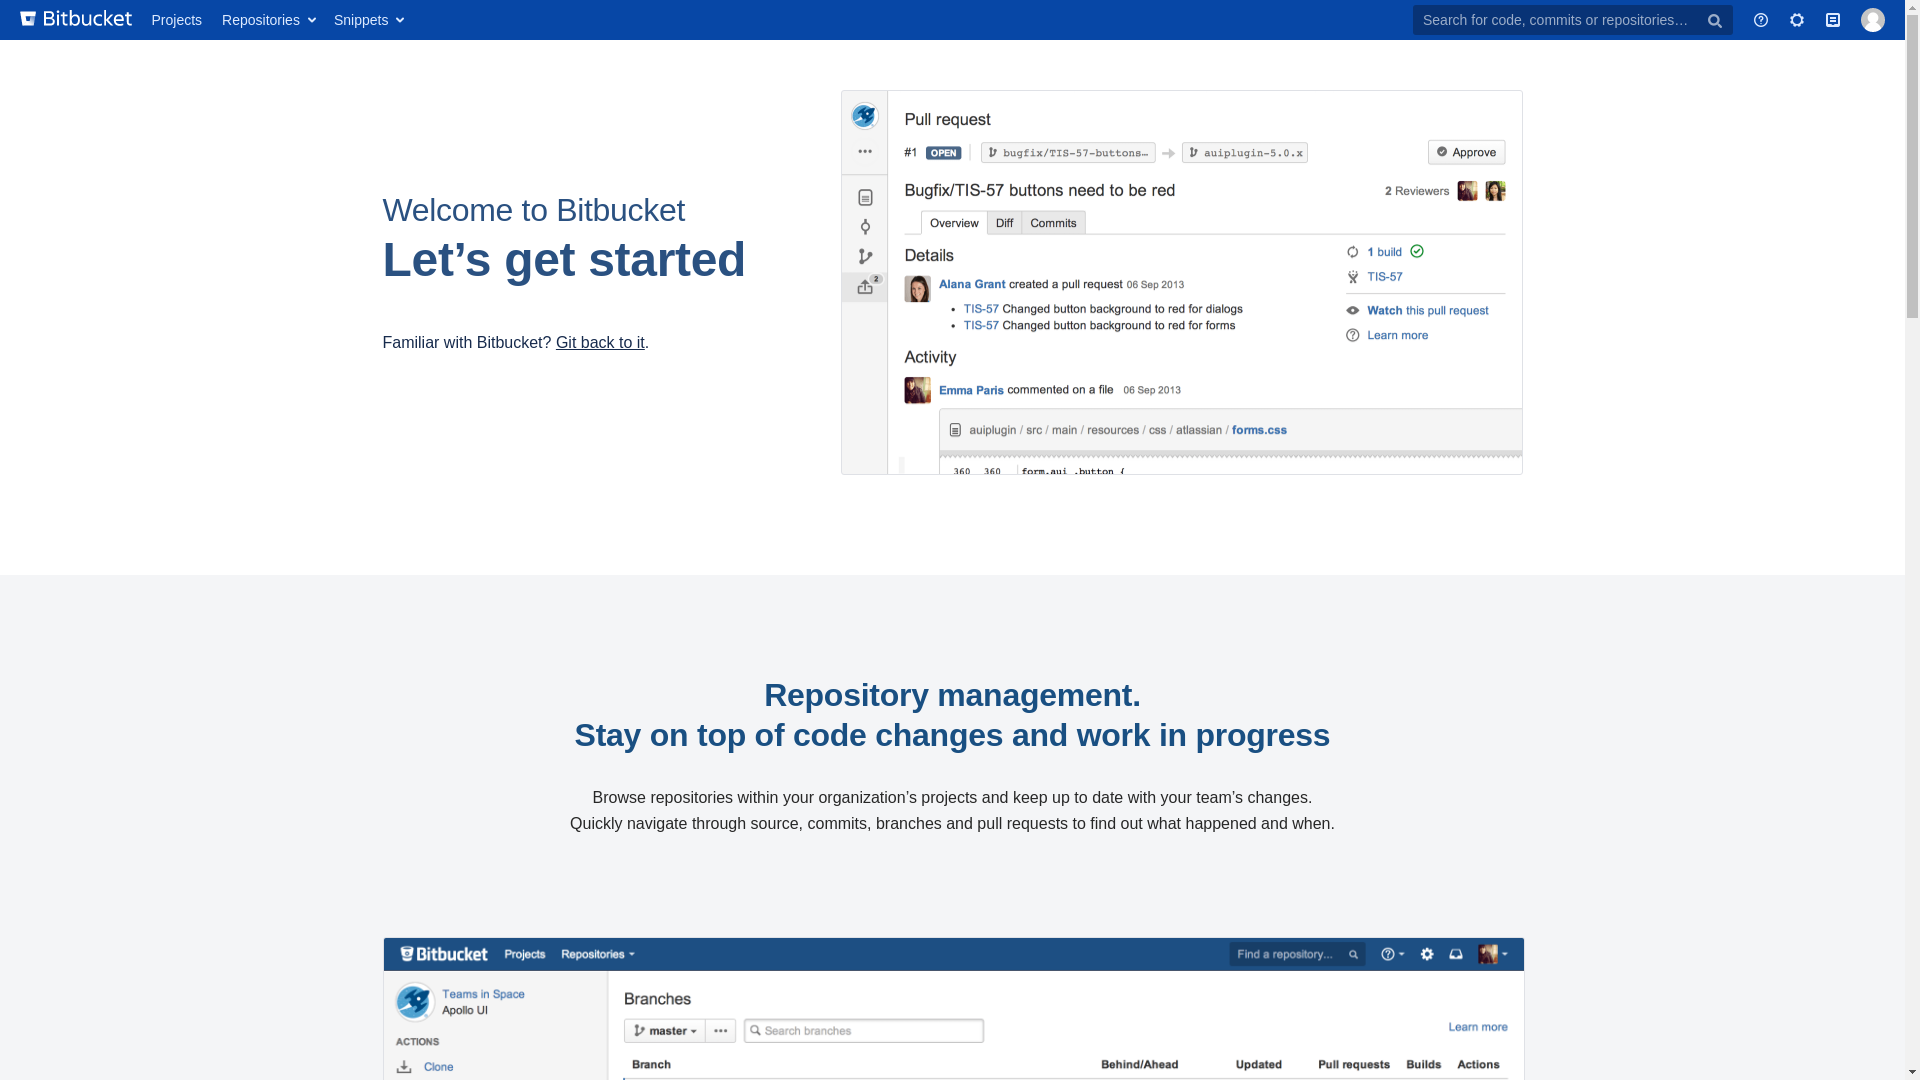 Bitbucket Projects Repositories Snippets Search for code, commits or repositories…
Pull request
#1 OPEN bugfix/TIS-57-buttons… auiplugin-5.0.x Approve
Bugfix/TIS-57 buttons need to be red 2 Reviewers
Overview Diff Commits
Welcome to Bitbucket
Let’s get started
Familiar with Bitbucket? Git back to it.
Details
1 build
Alana Grant created a pull request 06 Sep 2013
TIS-57
2
• TIS-57 Changed button background to red for dialogs
Watch this pull request
• TIS-57 Changed button background to red for forms
Learn more
Activity
Emma Paris commented on a file 06 Sep 2013
auiplugin / src / main / resources / css / atlassian / forms.css
360 360 form.aui .button {
Repository management.
Stay on top of code changes and work in progress
Browse repositories within your organization’s projects and keep up to date with your team’s changes.
Quickly navigate through source, commits, branches and pull requests to find out what happened and when.
Bitbucket Projects Repositories Find a repository...
Teams in Space
Apollo UI
Branches
master Search branches
Learn more
ACTIONS
Clone
Branch Behind/Ahead Updated Pull requests Builds Actions